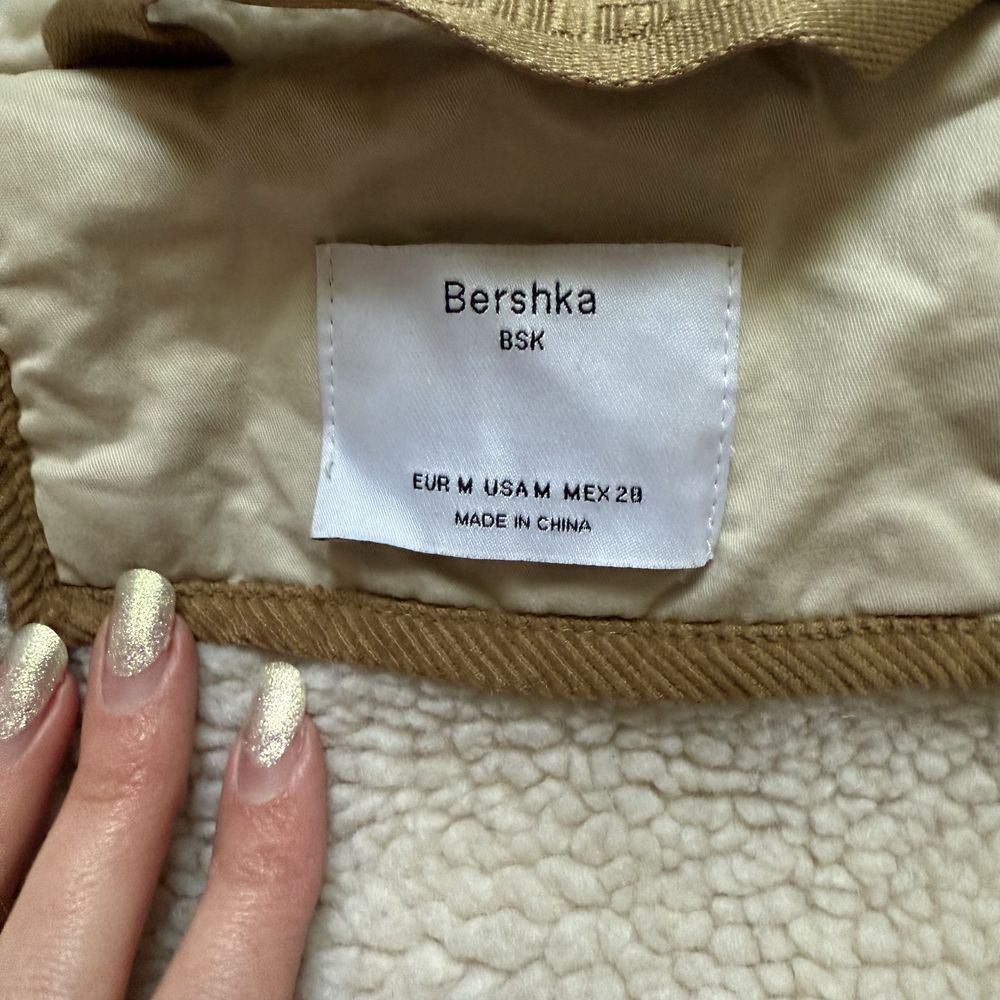 Bershka
BSK
EUR M USA M MEX 28
MADE IN CHINA